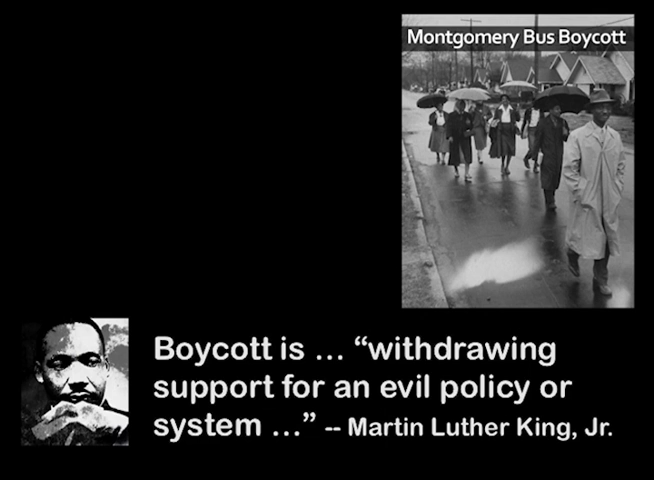 Montgomery Bus Boycott
Boycott is ... “withdrawing
support for an evil policy or
system ...” -- Martin Luther King, Jr.